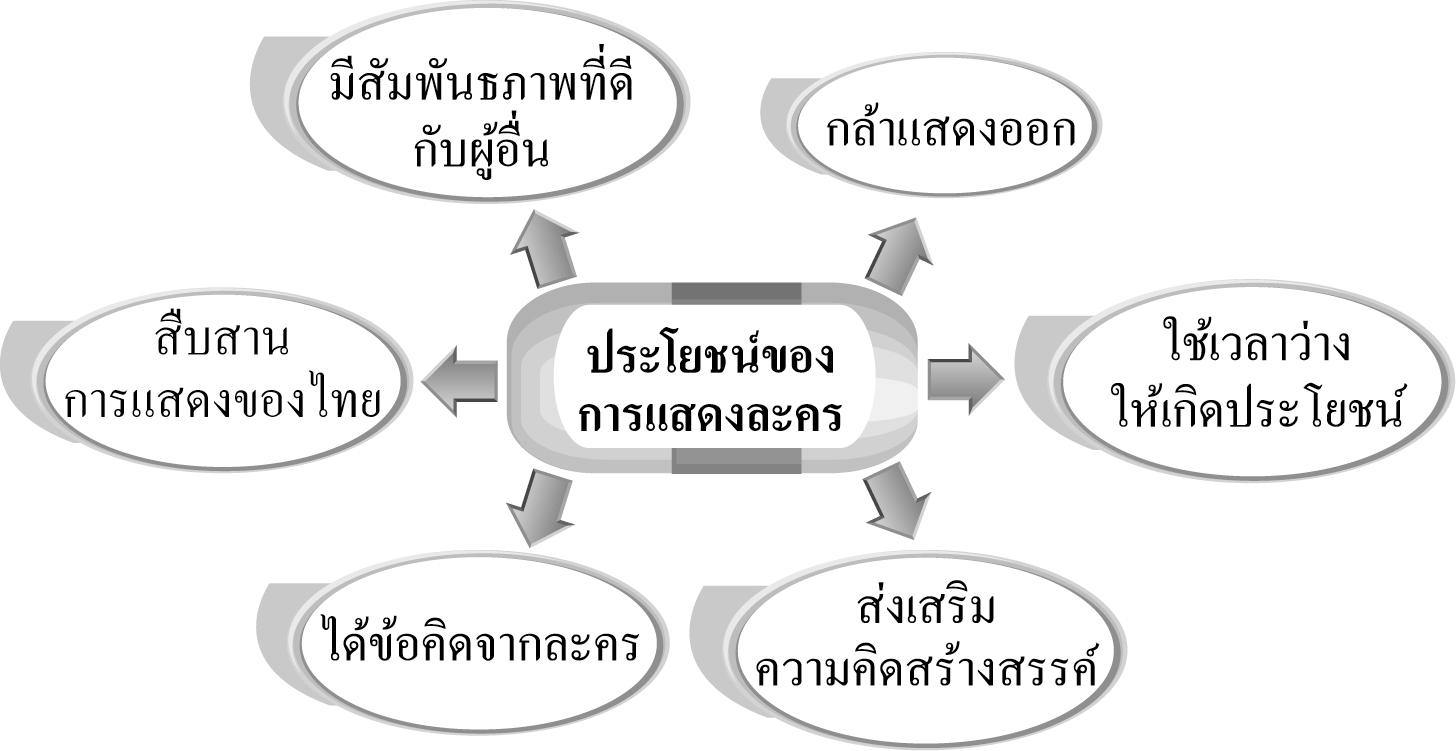 มีสัมพันธภาพที่ดี
กับผู้อื่น
กล้าแสดงออก
สืบสาน
การแสดงของไทย
ประโยชน์ของ
การแสดงละคร
ใช้เวลาว่าง
ให้เกิดประโยชน์
ได้ข้อคิดจากละคร
ส่งเสริม
ความคิดสร้างสรรค์